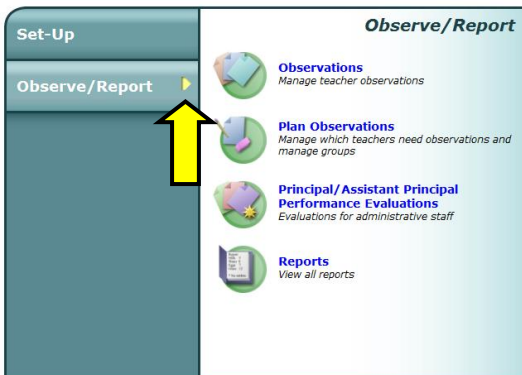 Set-Up
Observe/Report
Observe/Report
Observations
Manage teacher observations
Plan Observations
Manage which teachers need observations and
manage groups
Principal/Assistant Principal
Performance Evaluations
Evaluations for administrative staff
Reports
View all reports